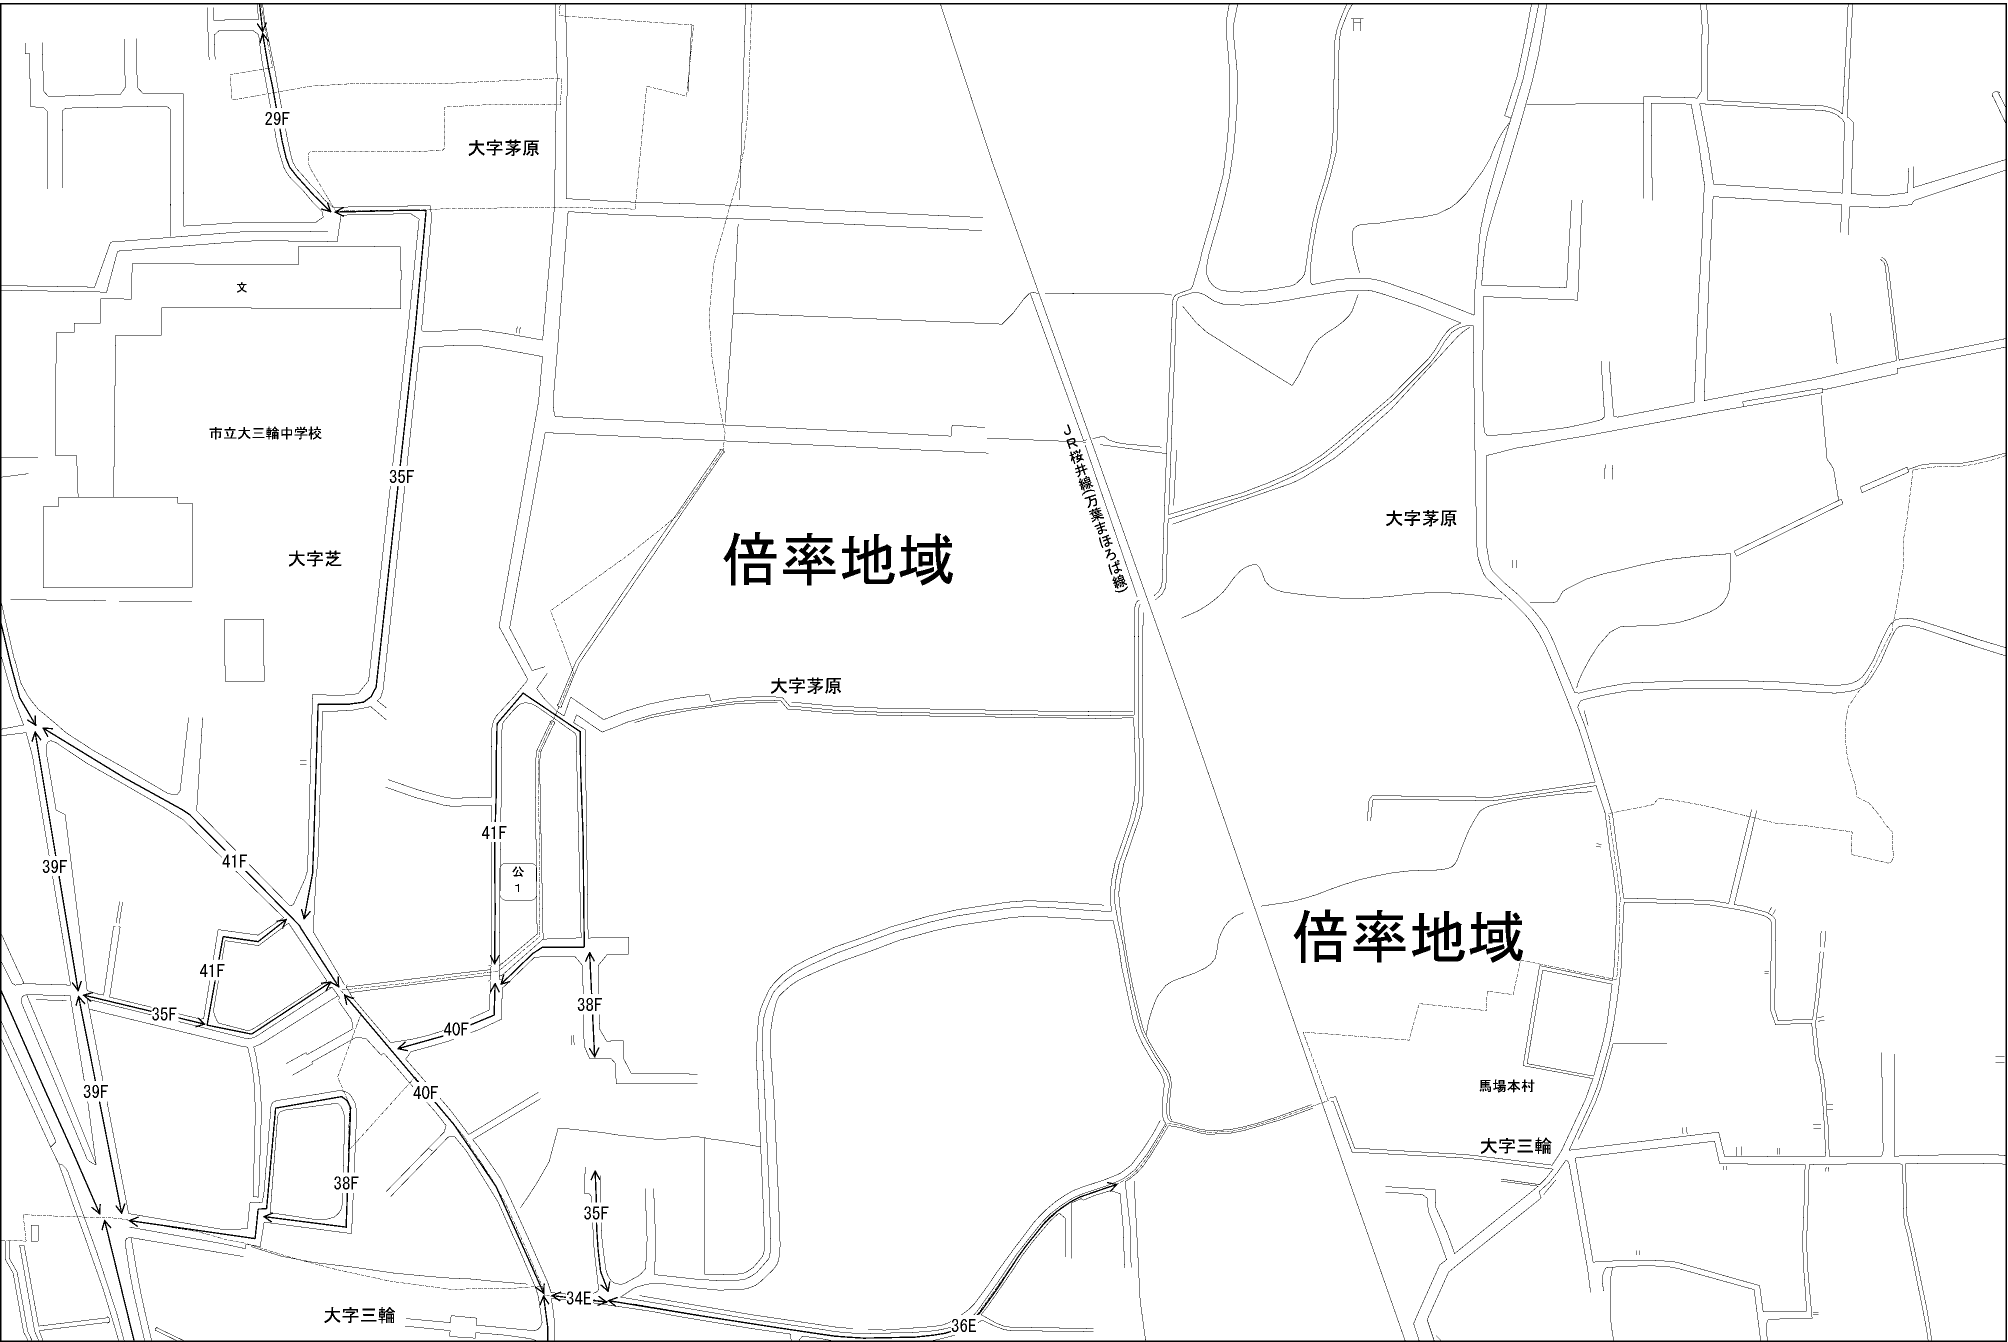 29F
大字茅原
文
市立大三輪中学校
35F
JR桜井線(万葉まほろば線)
大字茅原
大字芝
倍率地域
大字茅原
41F
41F
39F
公
1
倍率地域
41F
38F
35F
40F
39F
40F
馬場本村
大字三輪
38F
35F
34E
大字三輪
36E